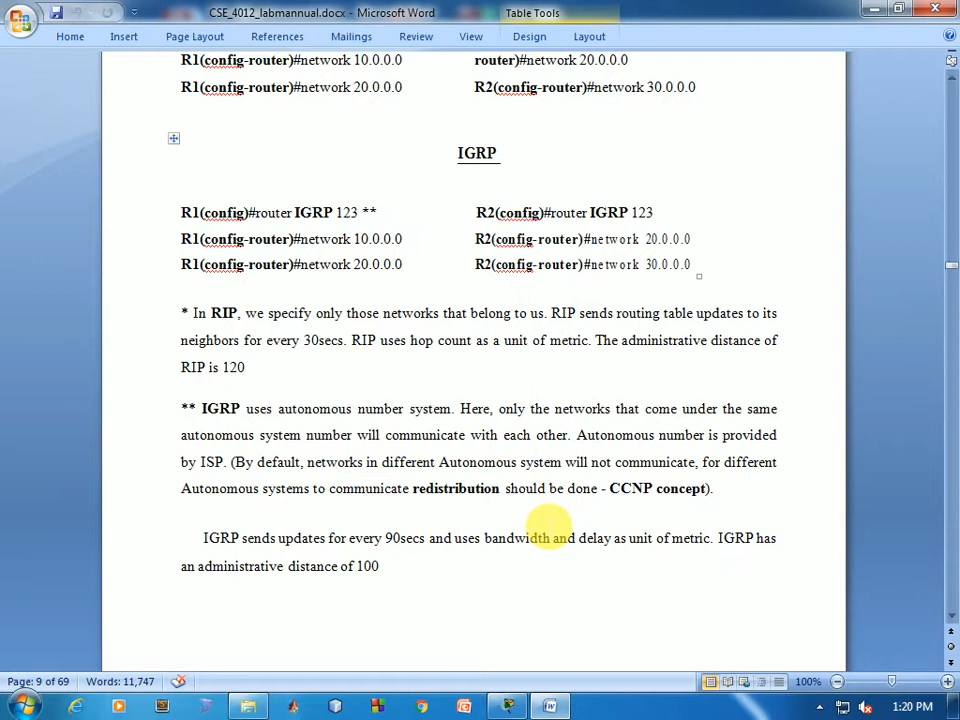 CSE_4012_labmannual.docx - Microsoft Word
Table Tools
Home Insert Page Layout References Mailings Review View Design Layout
R1(config-router)#network 10.0.0.0 router)#network 20.0.0.0
R1(config-router)#network 20.0.0.0 R2(config-router)#network 30.0.0.0
IGRP
R1(config)#router IGRP 123 ** R2(config)#router IGRP 123
R1(config-router)#network 10.0.0.0 R2(config-router)#network 20.0.0.0
R1(config-router)#network 20.0.0.0 R2(config-router)#network 30.0.0.0
* In RIP, we specify only those networks that belong to us. RIP sends routing table updates to its
neighbors for every 30secs. RIP uses hop count as a unit of metric. The administrative distance of
RIP is 120
** IGRP uses autonomous number system. Here, only the networks that come under the same
autonomous system number will communicate with each other. Autonomous number is provided
by ISP. (By default, networks in different Autonomous system will not communicate, for different
Autonomous systems to communicate redistribution should be done - CCNP concept).
IGRP sends updates for every 90secs and uses bandwidth and delay as unit of metric. IGRP has
an administrative distance of 100
Page: 9 of 69 Words: 11,747 100%
1:20 PM